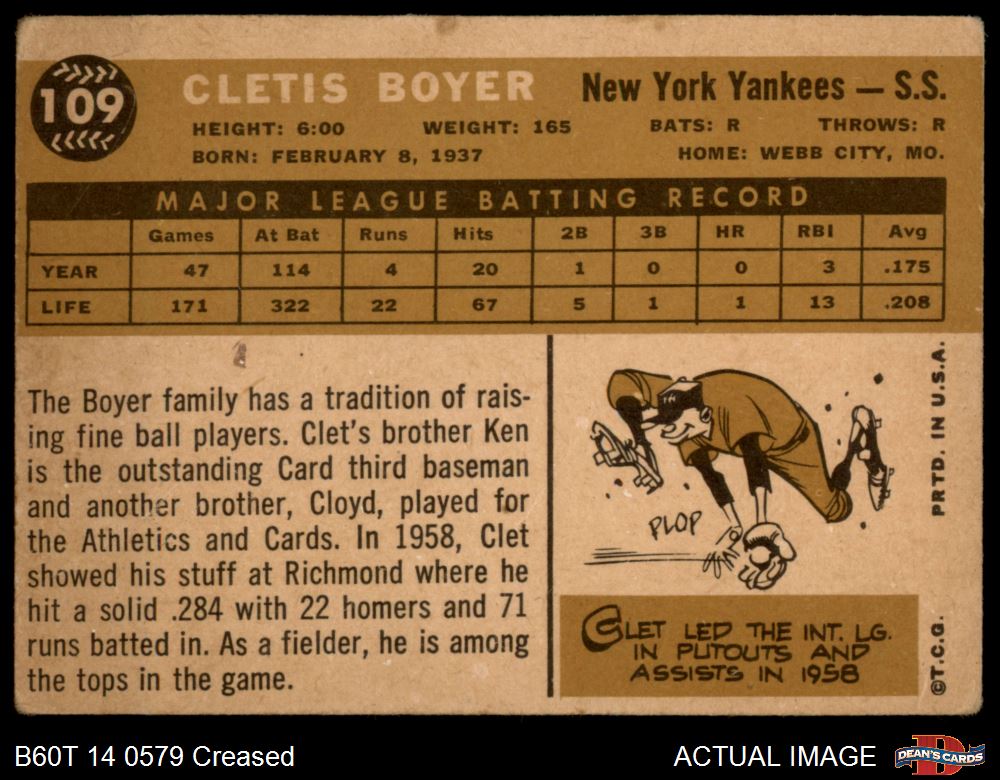 109
CLETIS BOYER
New York Yankees — S.S.
HEIGHT: 6:00 WEIGHT: 165 BATS: R THROWS: R
BORN: FEBRUARY 8, 1937 HOME: WEBB CITY, MO.
MAJOR LEAGUE BATTING RECORD
Games At Bat Runs Hits 2B 3B HR RBI Avg
YEAR 47 114 4 20 1 0 0 3 .175
LIFE 171 322 22 67 5 1 1 13 .208
The Boyer family has a tradition of rais-
ing fine ball players. Clet's brother Ken
is the outstanding Card third baseman
and another brother, Cloyd, played for
the Athletics and Cards. In 1958, Clet
showed his stuff at Richmond where he
hit a solid .284 with 22 homers and 71
runs batted in. As a fielder, he is among
the tops in the game.
PLOP
CLET LED THE INT. LG.
IN PUTOUTS AND
ASSISTS IN 1958
©T.C.G. PRTD. IN U.S.A.
B60T 14 0579 Creased
ACTUAL IMAGE
DEAN'S CARDS